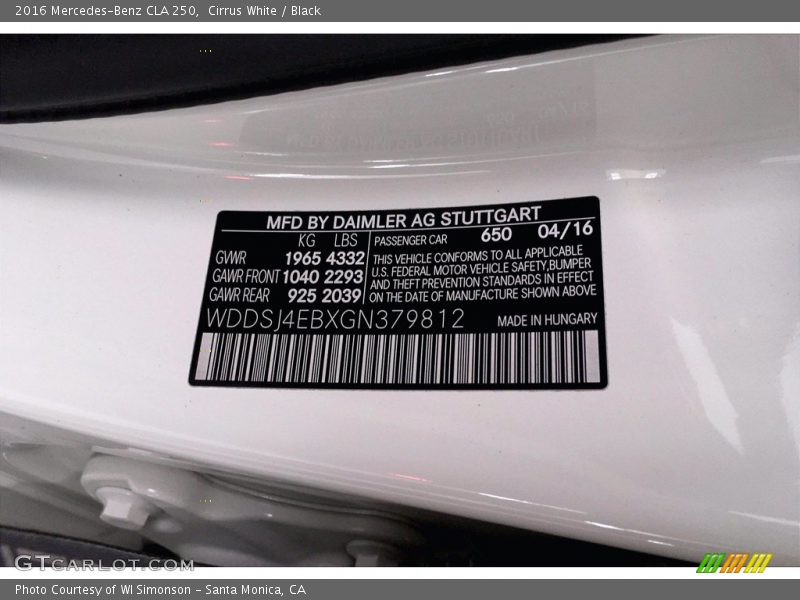 2016 Mercedes-Benz CLA 250,  Cirrus White / Black
MFD BY DAIMLER AG STUTTGART
KG LBS
GVWR 1965 4332
GAWR FRONT 1040 2293
GAWR REAR 925 2039
PASSENGER CAR 650 04/16
THIS VEHICLE CONFORMS TO ALL APPLICABLE
U.S. FEDERAL MOTOR VEHICLE SAFETY,BUMPER
AND THEFT PREVENTION STANDARDS IN EFFECT
ON THE DATE OF MANUFACTURE SHOWN ABOVE
WDDSJ4EBXGN379812
MADE IN HUNGARY
GTCARLOT.COM
Photo Courtesy of WI Simonson – Santa Monica, CA